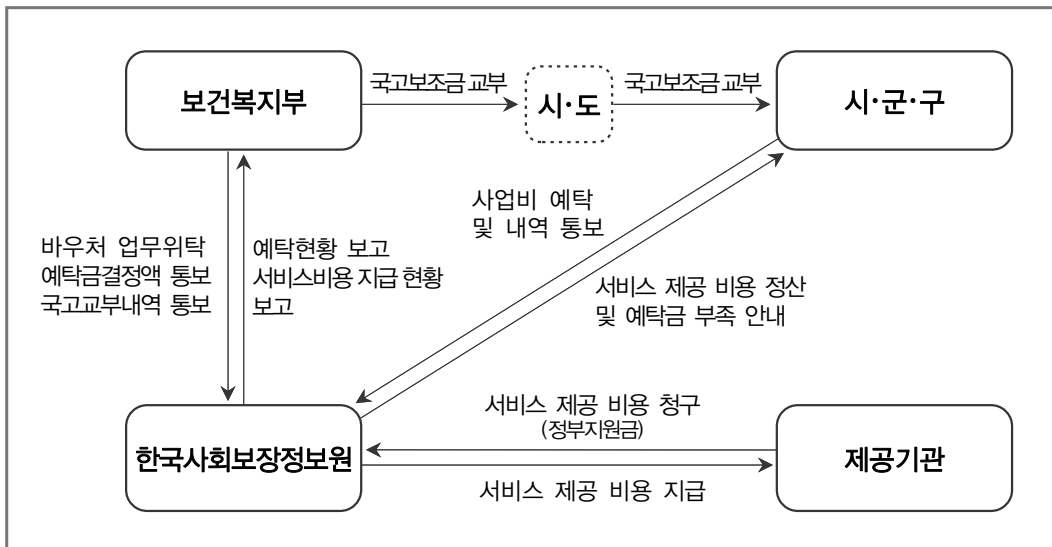 보건복지부
국고보조금 교부
시·도
국고보조금 교부
시·군·구
사업비 예탁
및 내역 통보
바우처 업무위탁
예탁금결정액 통보
국고교부내역 통보
예탁현황 보고
서비스비용 지급 현황
보고
서비스 제공 비용 정산
및 예탁금 부족 안내
한국사회보장정보원
서비스 제공 비용 청구
(정부지원금)
서비스 제공 비용 지급
제공기관